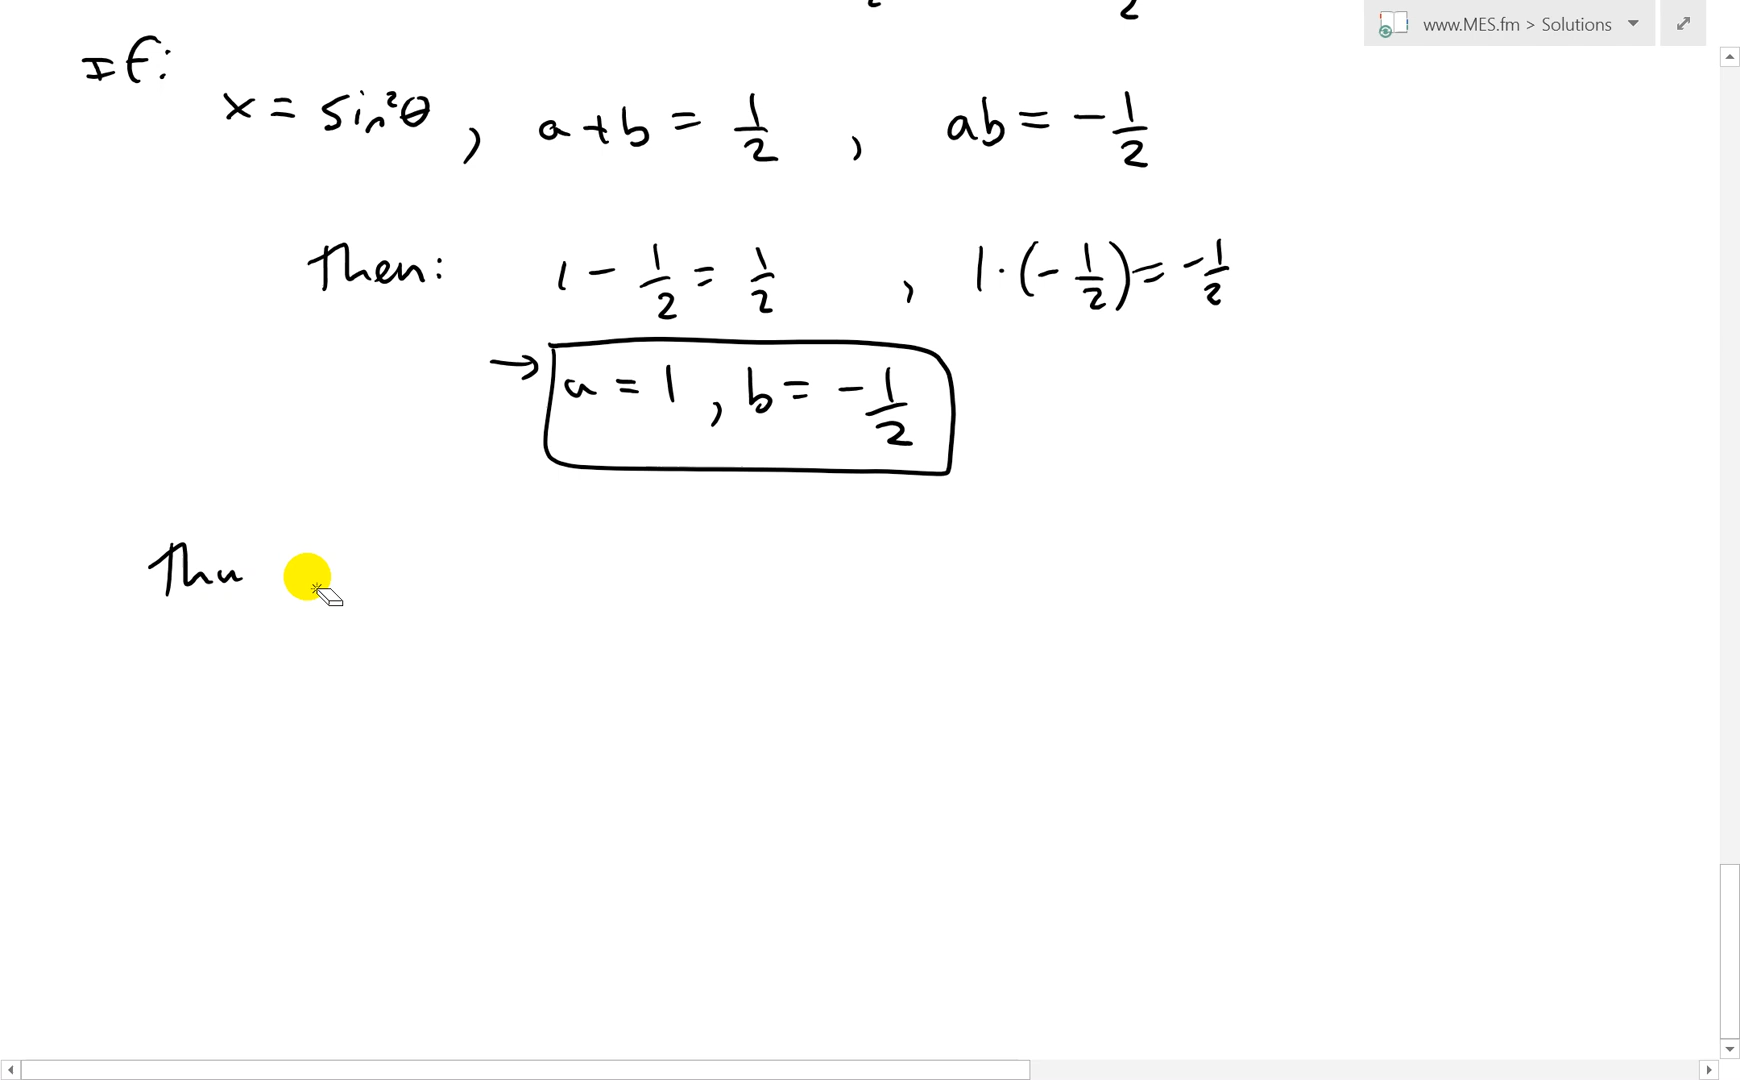 www.MES.fm > Solutions
If:
x = sin²θ , a+b = 1/2 , ab = -1/2
then: 1 - 1/2 = 1/2 , 1·(-1/2) = -1/2
→ a = 1 , b = -1/2
Thu